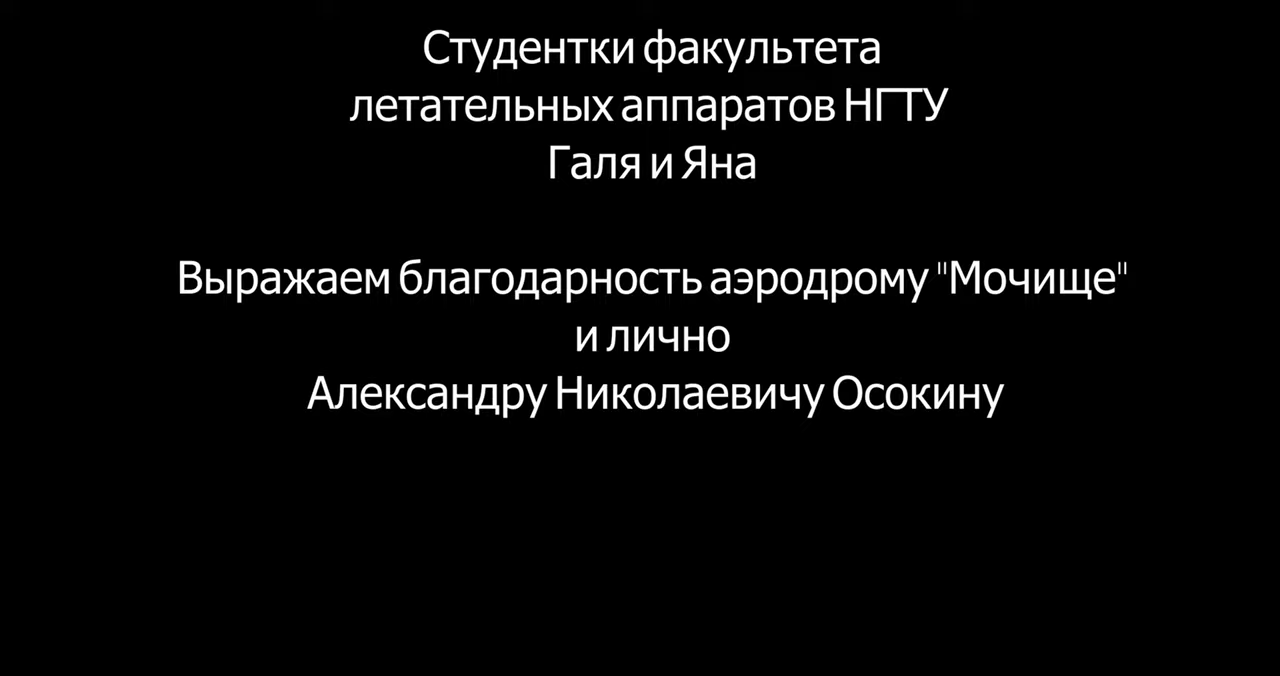 Студентки факультета
летательных аппаратов НГТУ
Галя и Яна
Выражаем благодарность аэродрому "Мочище"
и лично
Александру Николаевичу Осокину